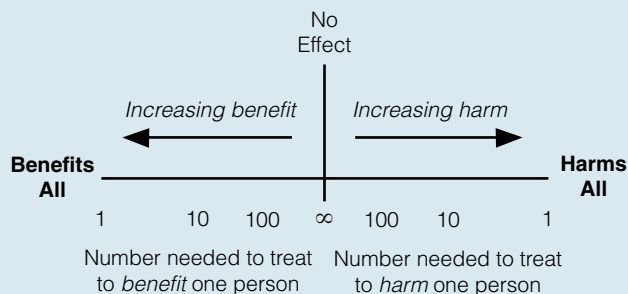 No
Effect
Increasing benefit
Increasing harm
Benefits
All
Harms
All
1 10 100 ∞ 100 10 1
Number needed to treat
to benefit one person
Number needed to treat
to harm one person